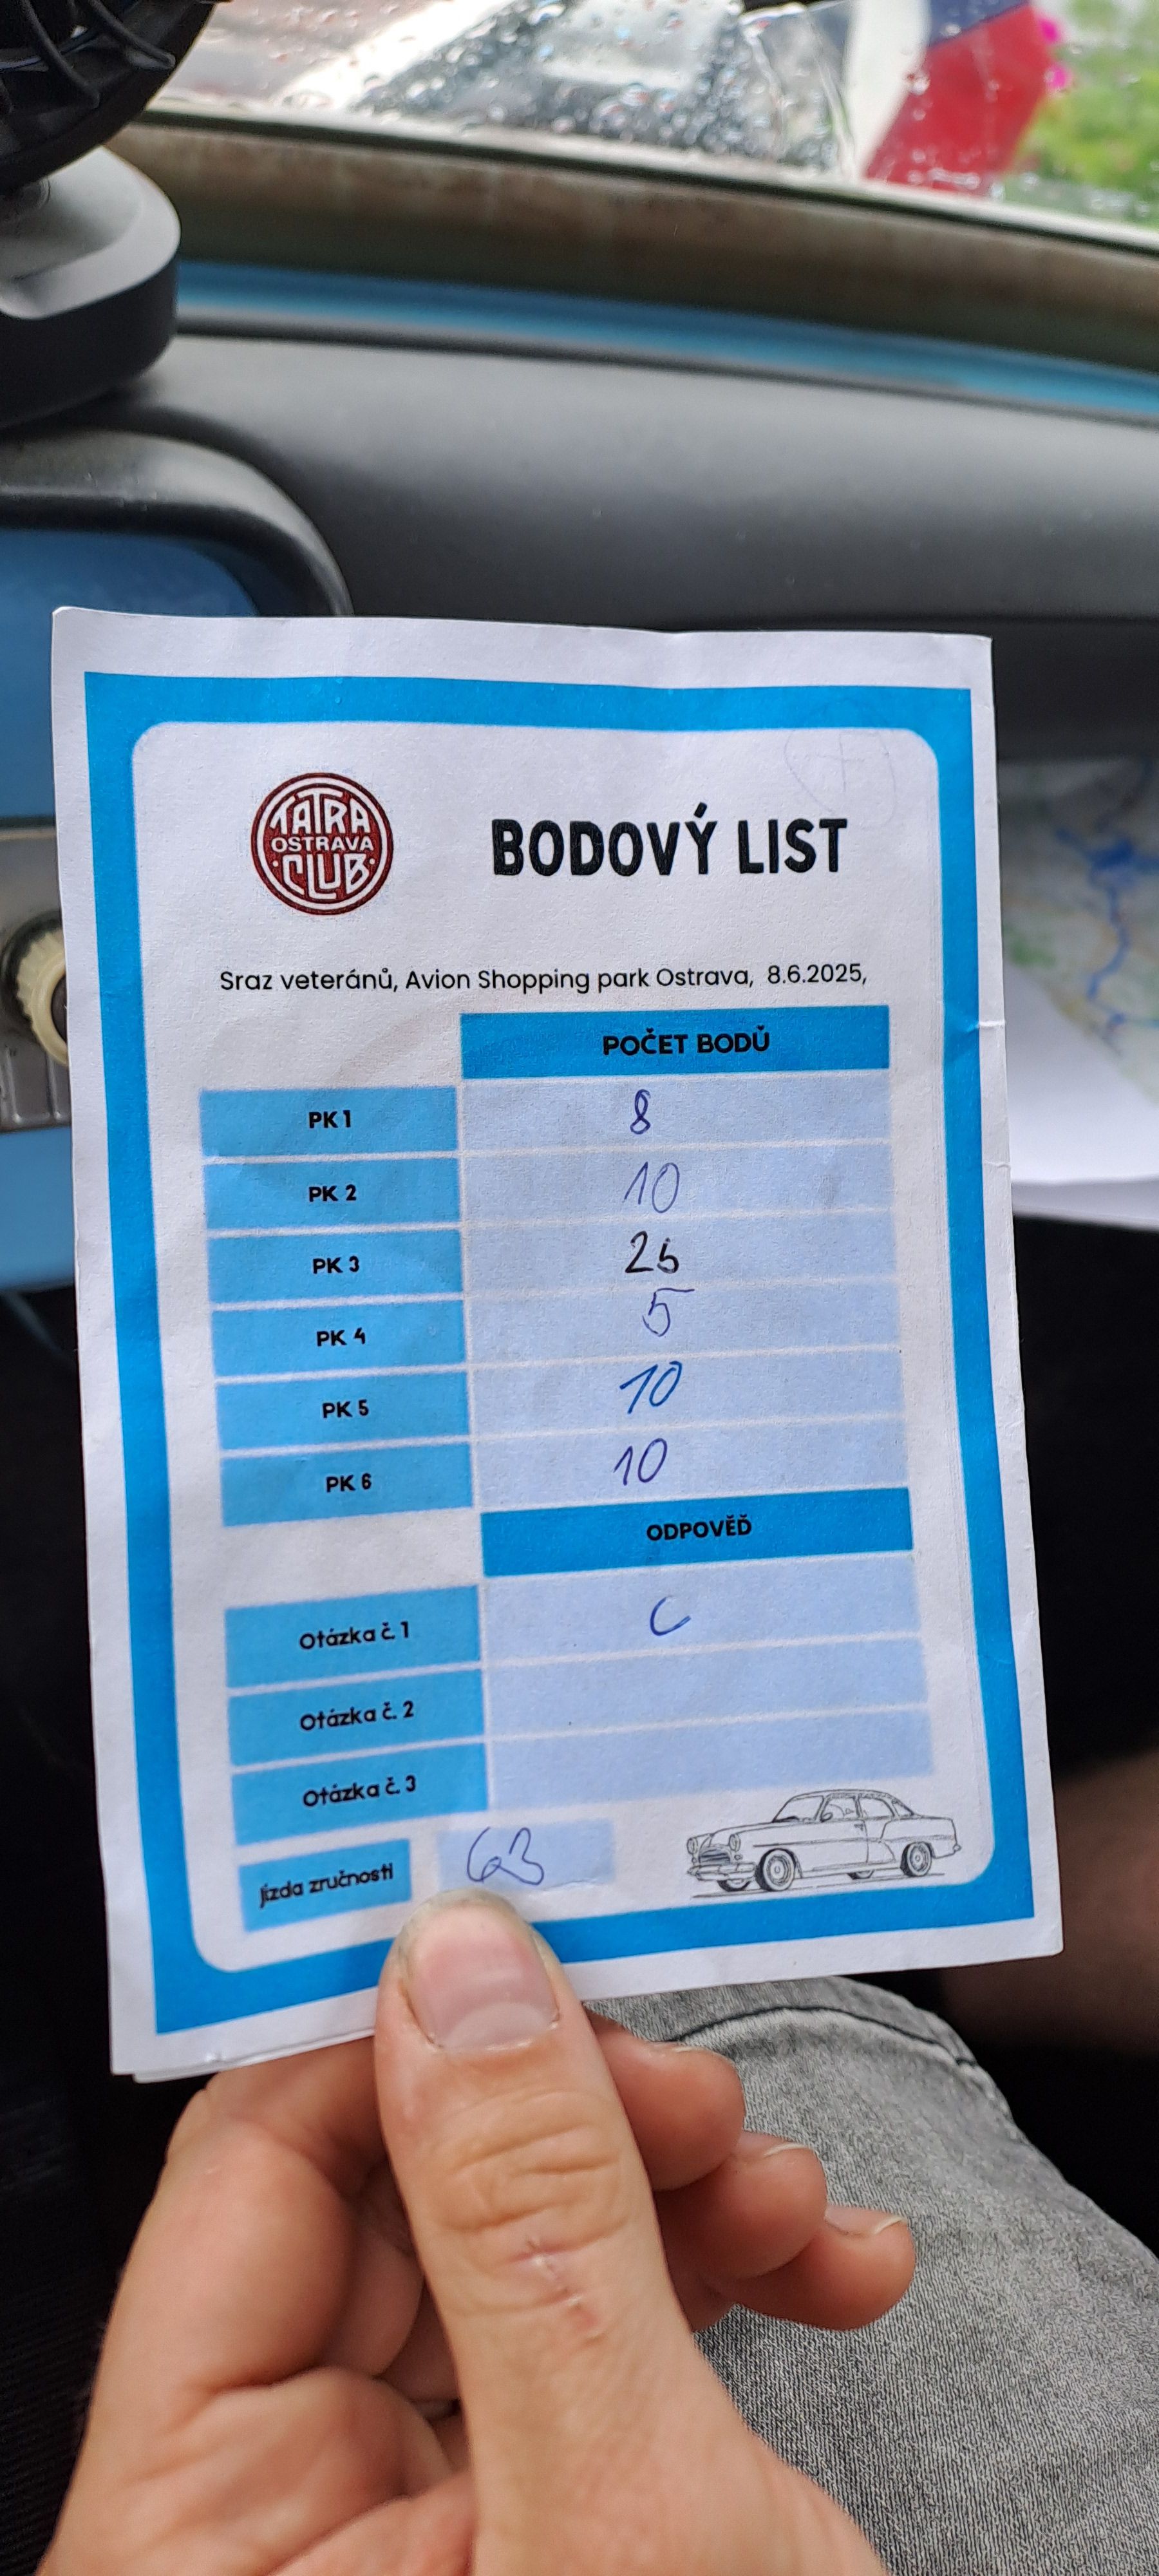 TATRA
OSTRAVA
CLUB
BODOVÝ LIST
Sraz veteránů, Avion Shopping park Ostrava, 8.6.2025,
POČET BODŮ
PK 1 8
PK 2 10
PK 3 25
PK 4 5
PK 5 10
PK 6 10
ODPOVĚĎ
Otázka č. 1 C
Otázka č. 2
Otázka č. 3
jízda zručnosti 63